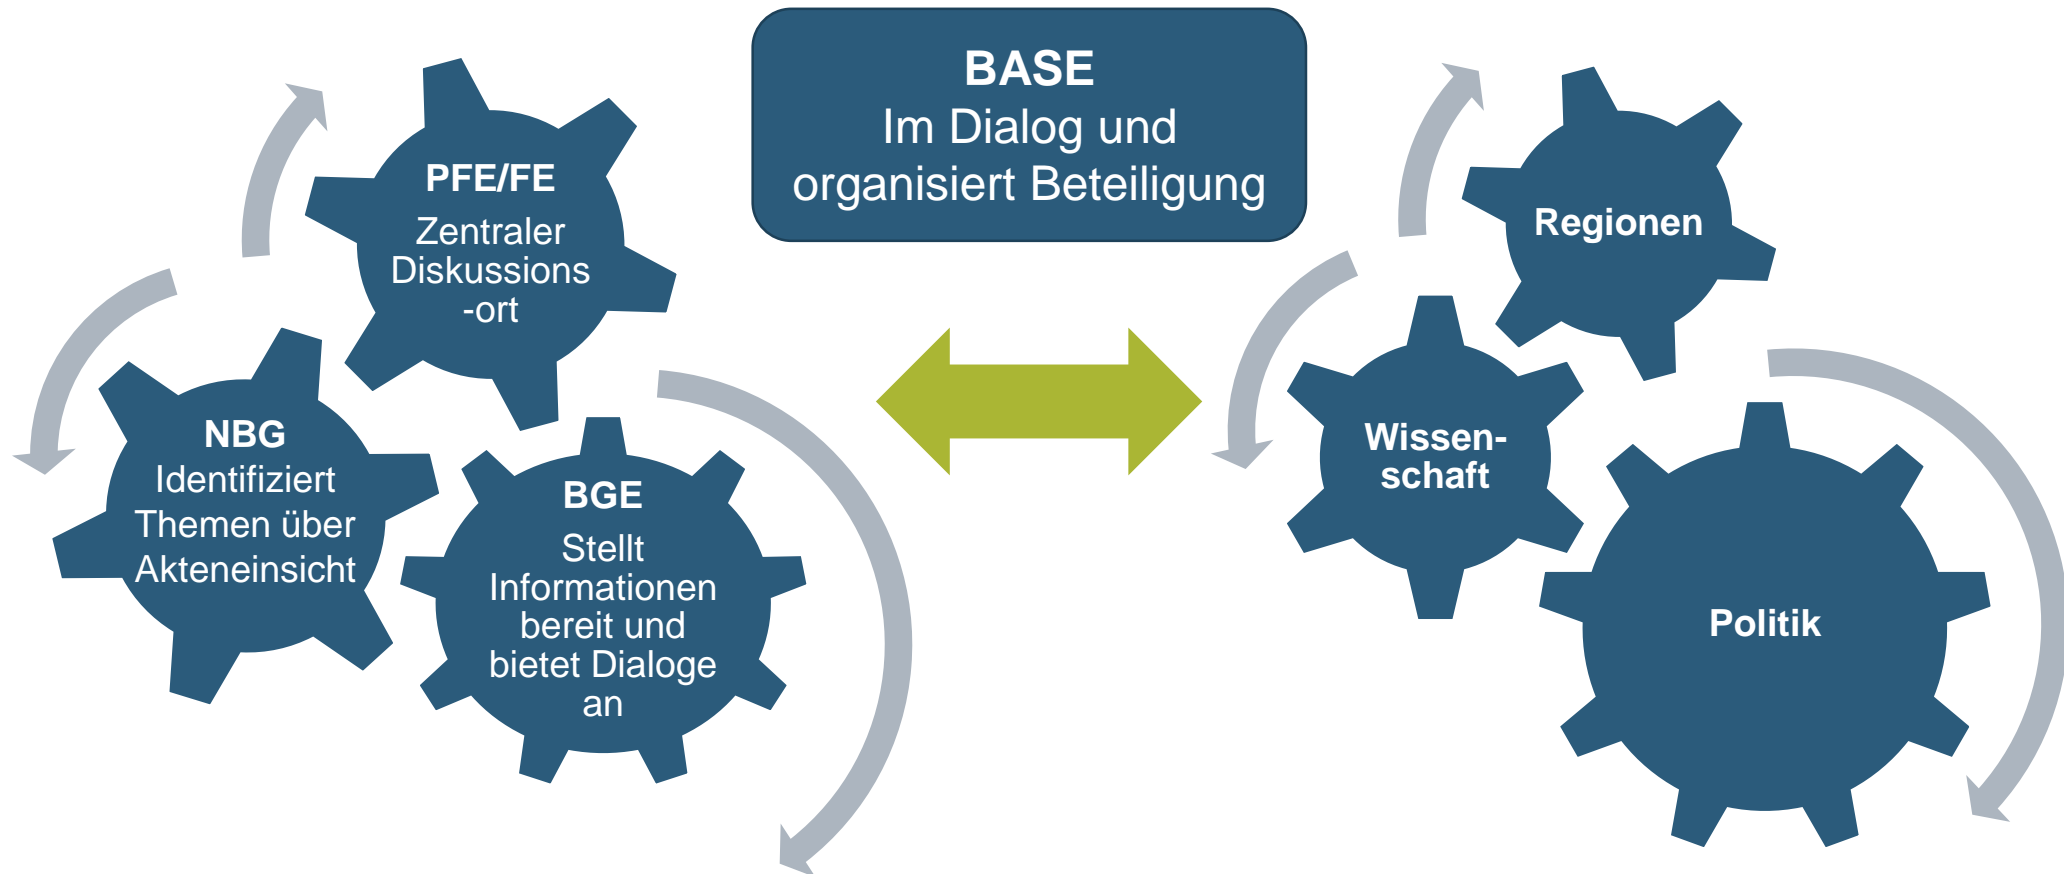 BASE
Im Dialog und
organisiert Beteiligung
PFE/FE
Zentraler
Diskussions
-ort
NBG
Identifiziert
Themen über
Akteneinsicht
BGE
Stellt
Informationen
bereit und
bietet Dialoge
an
Regionen
Wissen-
schaft
Politik